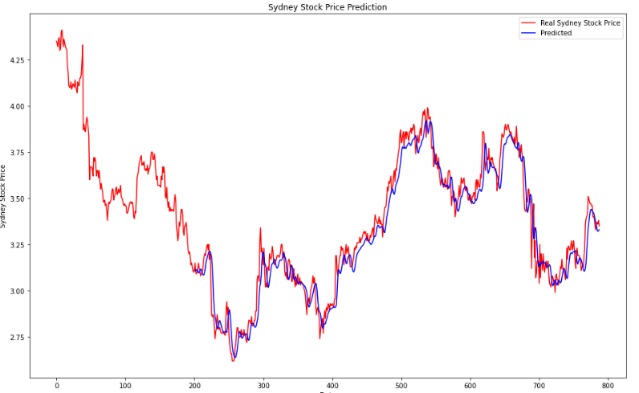 Sydney Stock Price Prediction
Real Sydney Stock Price
Predicted
Sydney Stock Price
4.25
4.00
3.75
3.50
3.25
3.00
2.75
0 100 200 300 400 500 600 700 800